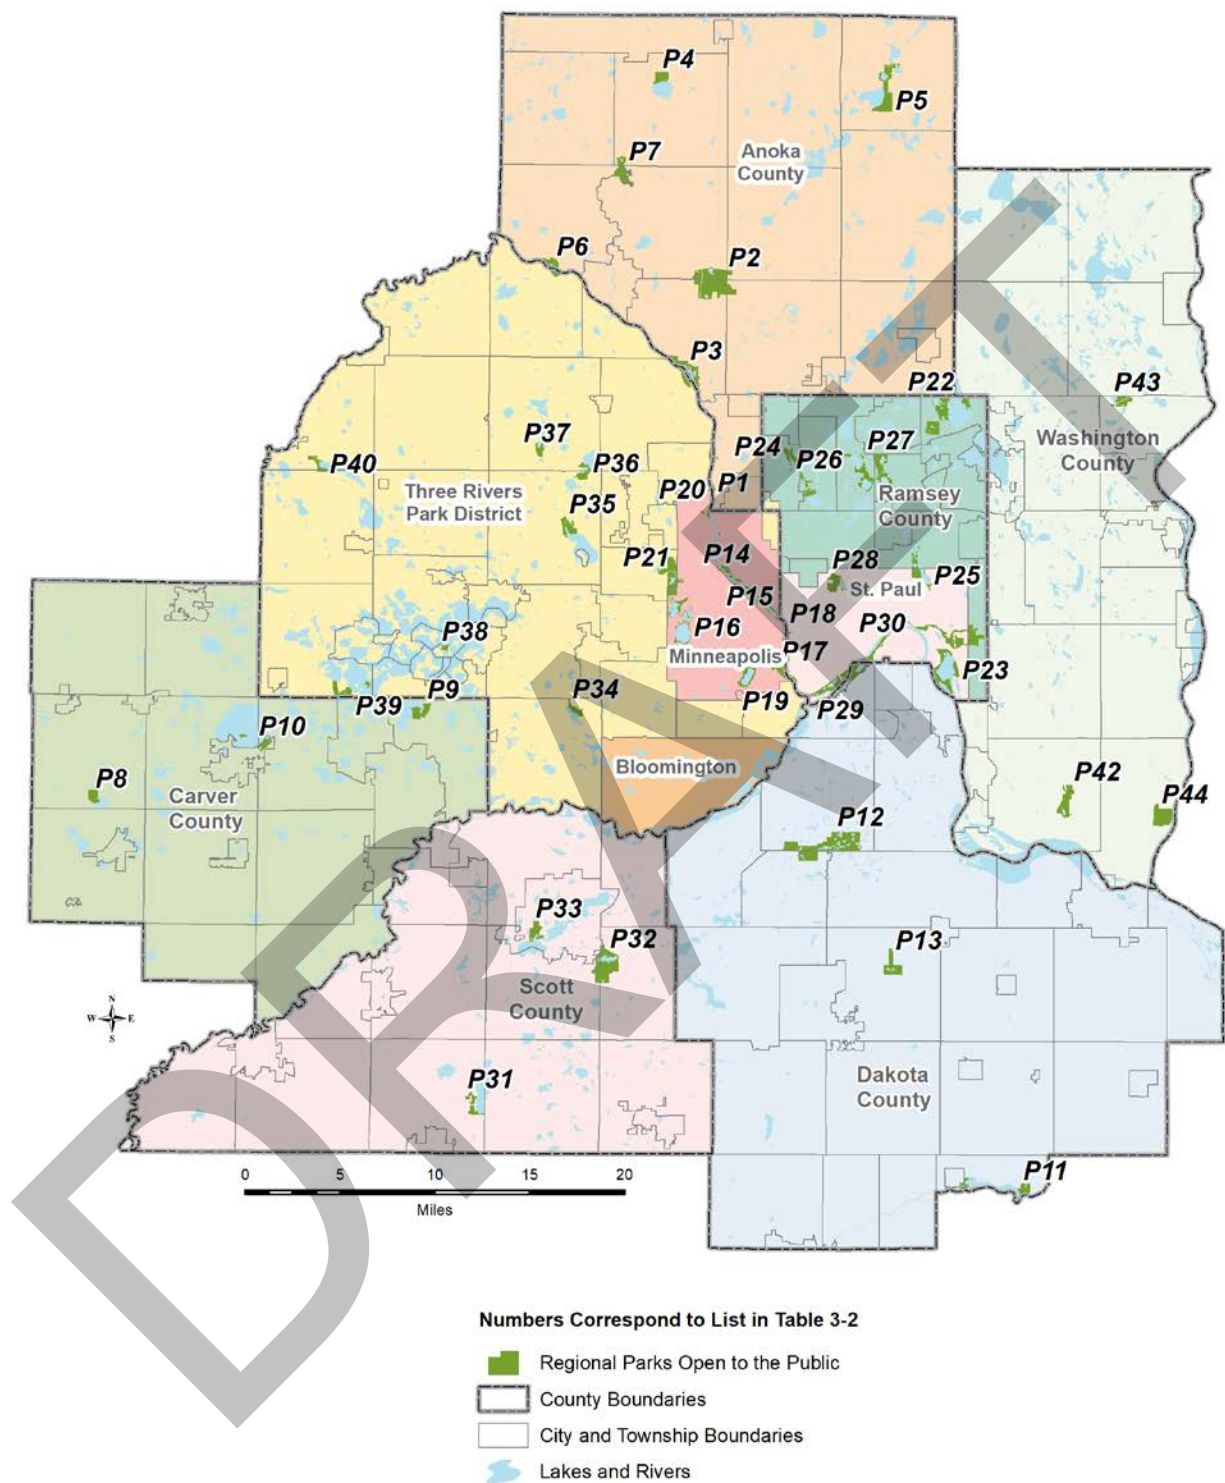 P4
P5
Anoka
County
P7
P6
P2
P3
P22
P43
P37
P24
P27
Washington
County
P40
P36
P26
P20
P1
Three Rivers
Park District
Ramsey
County
P35
P21
P14
P28
P25
St. Paul
P15
P18
P30
P38
P16
Minneapolis
P17
P23
P39
P9
P34
P19
P29
P10
Bloomington
P8
Carver
County
P42
P44
P12
P33
P32
P13
Scott
County
N
W E
S
P31
Dakota
County
P11
0 5 10 15 20
Miles
DRAFT
Numbers Correspond to List in Table 3-2
Regional Parks Open to the Public
County Boundaries
City and Township Boundaries
Lakes and Rivers